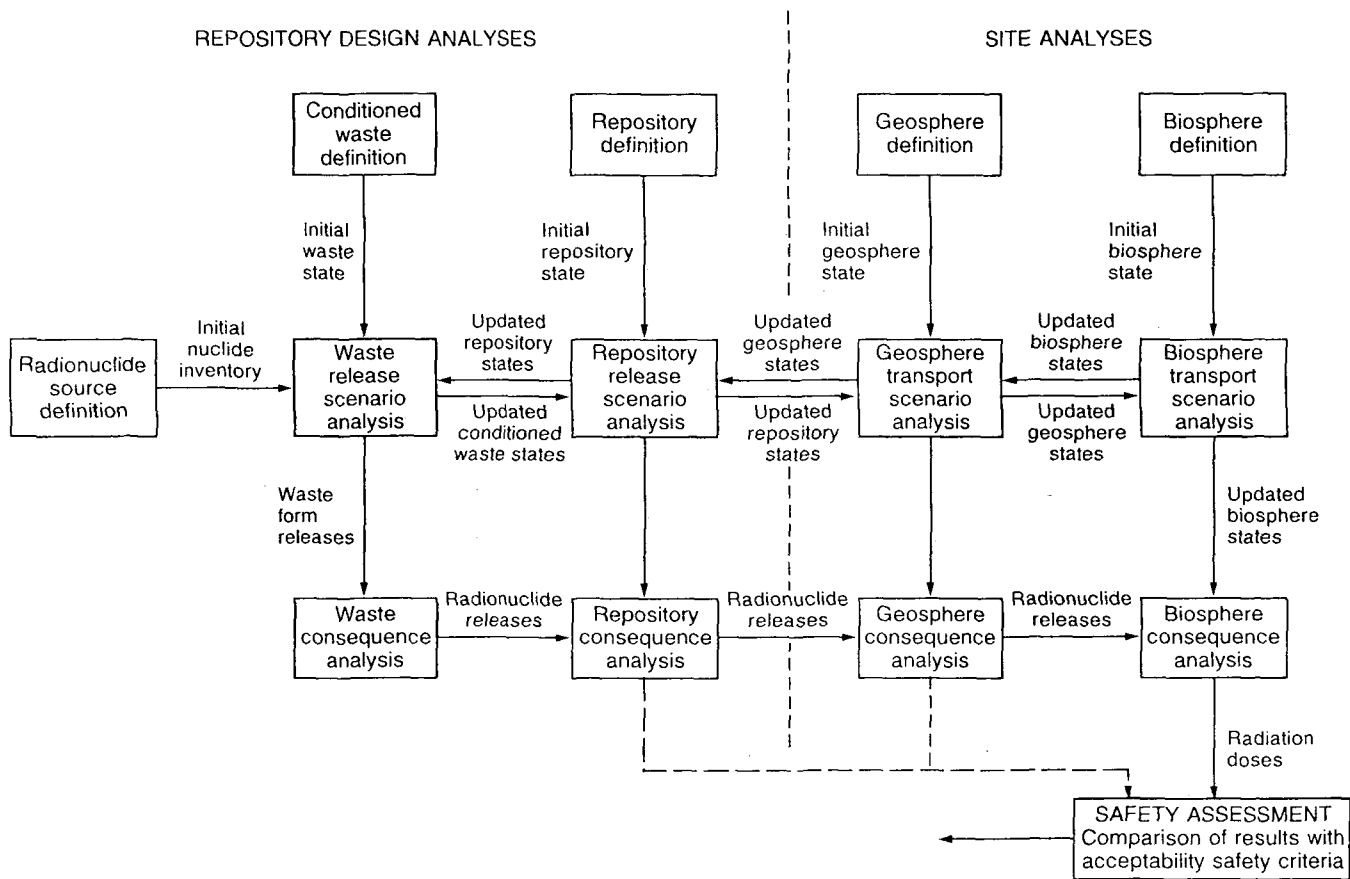 REPOSITORY DESIGN ANALYSES
SITE ANALYSES
Conditioned
waste
definition
Repository
definition
Geosphere
definition
Biosphere
definition
Initial
waste
state
Initial
repository
state
Initial
geosphere
state
Initial
biosphere
state
Radionuclide
source
definition
Initial
nuclide
inventory
Waste
release
scenario
analysis
Updated
repository
states
Updated
conditioned
waste states
Repository
release
scenario
analysis
Updated
geosphere
states
Updated
repository
states
Geosphere
transport
scenario
analysis
Updated
biosphere
states
Updated
geosphere
states
Biosphere
transport
scenario
analysis
Waste
form
releases
Updated
biosphere
states
Waste
consequence
analysis
Radionuclide
releases
Repository
consequence
analysis
Radionuclide
releases
Geosphere
consequence
analysis
Radionuclide
releases
Biosphere
consequence
analysis
Radiation
doses
SAFETY ASSESSMENT
Comparison of results with
acceptability safety criteria